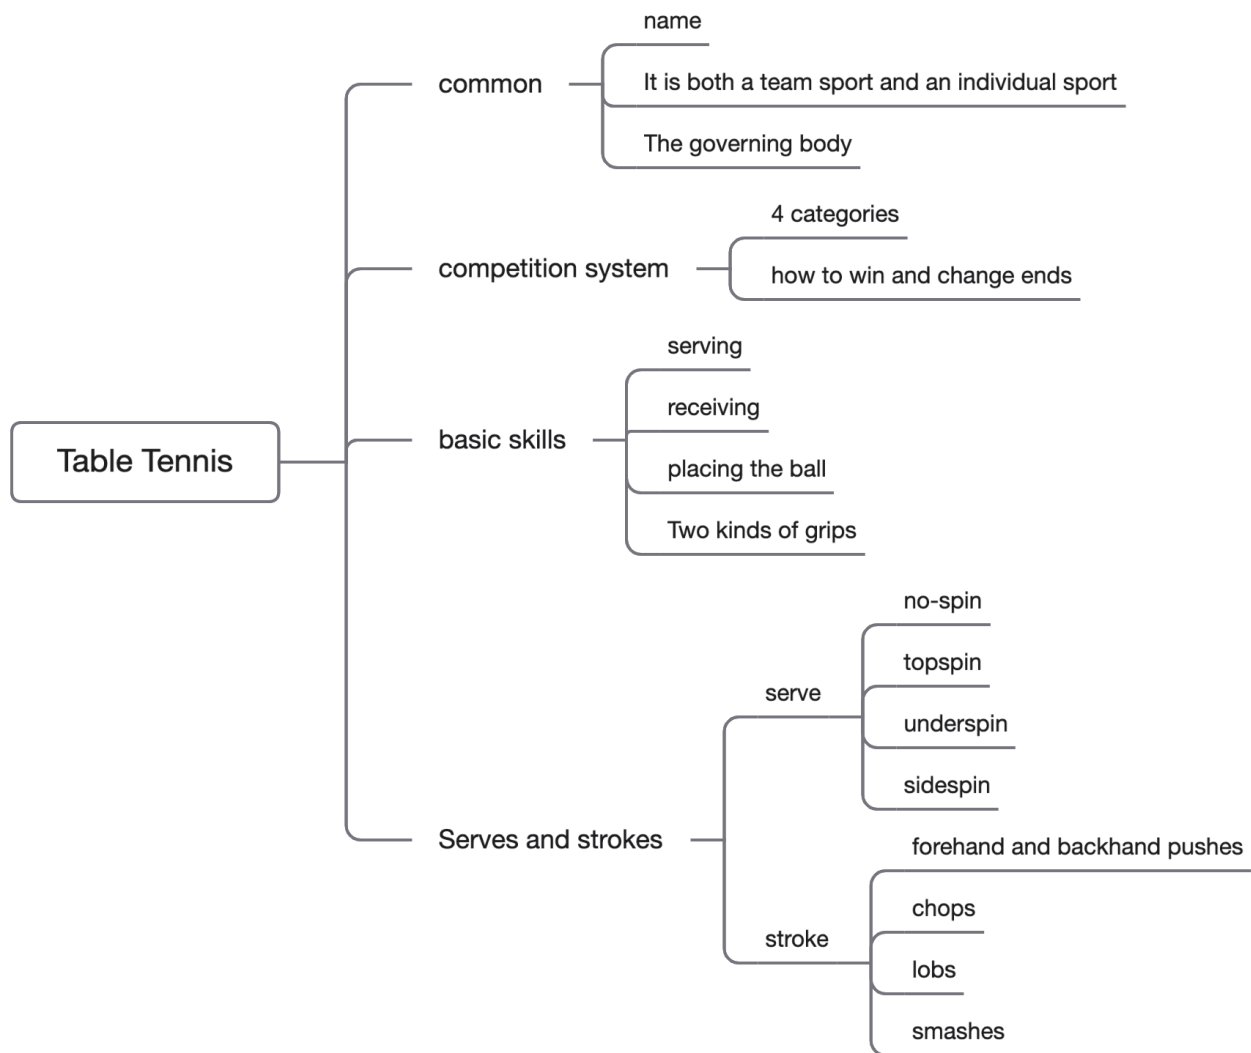 Table Tennis
common
name
It is both a team sport and an individual sport
The governing body
competition system
4 categories
how to win and change ends
basic skills
serving
receiving
placing the ball
Two kinds of grips
Serves and strokes
serve
no-spin
topspin
underspin
sidespin
stroke
forehand and backhand pushes
chops
lobs
smashes